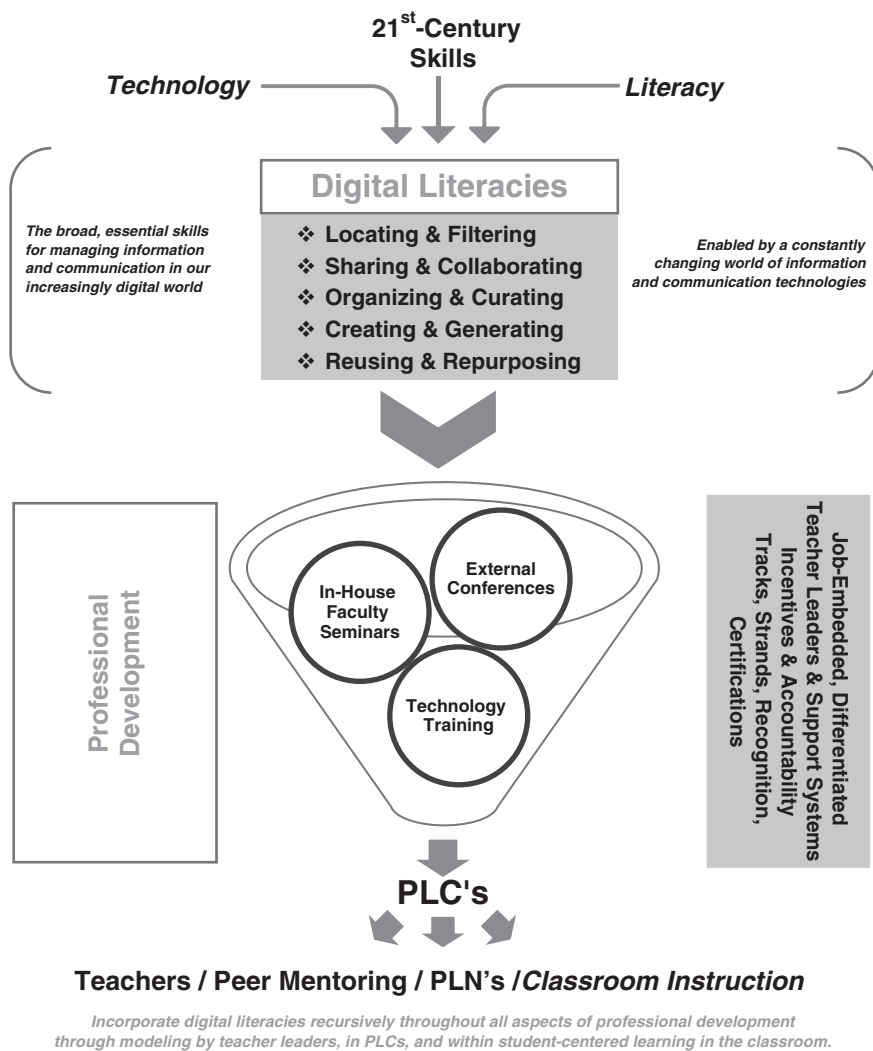 21st-Century
Skills
Technology
Literacy
Digital Literacies
The broad, essential skills
for managing information
and communication in our
increasingly digital world
❖ Locating & Filtering
❖ Sharing & Collaborating
❖ Organizing & Curating
❖ Creating & Generating
❖ Reusing & Repurposing
Enabled by a constantly
changing world of information
and communication technologies
Professional
Development
In-House
Faculty
Seminars
External
Conferences
Technology
Training
Job-Embedded, Differentiated
Teacher Leaders & Support Systems
Incentives & Accountability
Tracks, Strands, Recognition,
Certifications
PLC's
Teachers / Peer Mentoring / PLN's /Classroom Instruction
Incorporate digital literacies recursively throughout all aspects of professional development
through modeling by teacher leaders, in PLCs, and within student-centered learning in the classroom.